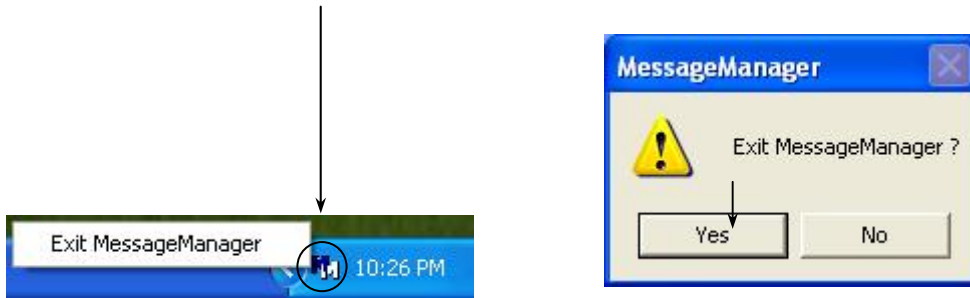 Exit MessageManager
10:26 PM
MessageManager
Exit MessageManager ?
Yes
No